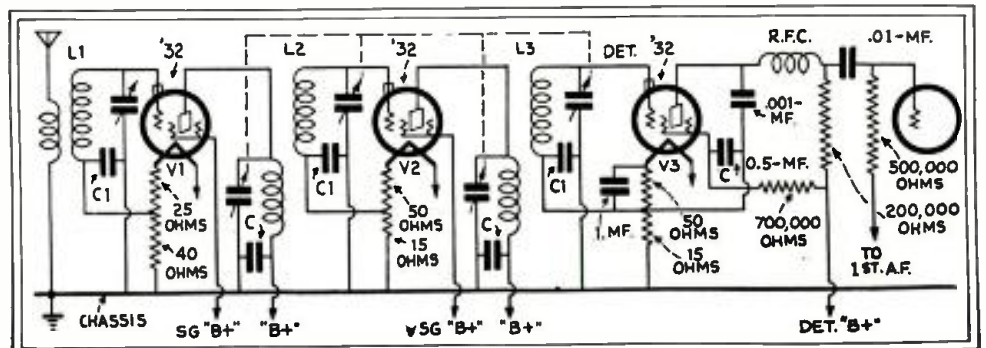 L1
'32
L2
'32
L3
DET. '32
R.F.C.
.01-MF.
.001-
MF.
C1
V1
C1
V2
V3
C
0.5-MF.
500,000
OHMS
25
OHMS
C
50
OHMS
1. MF.
50
OHMS
700,000
OHMS
200,000
OHMS
40
OHMS
15
OHMS
C
15
OHMS
TO
1ST. A.F.
CHASSIS
SG "B+"
"B+"
SG "B+"
"B+"
DET. "B+"